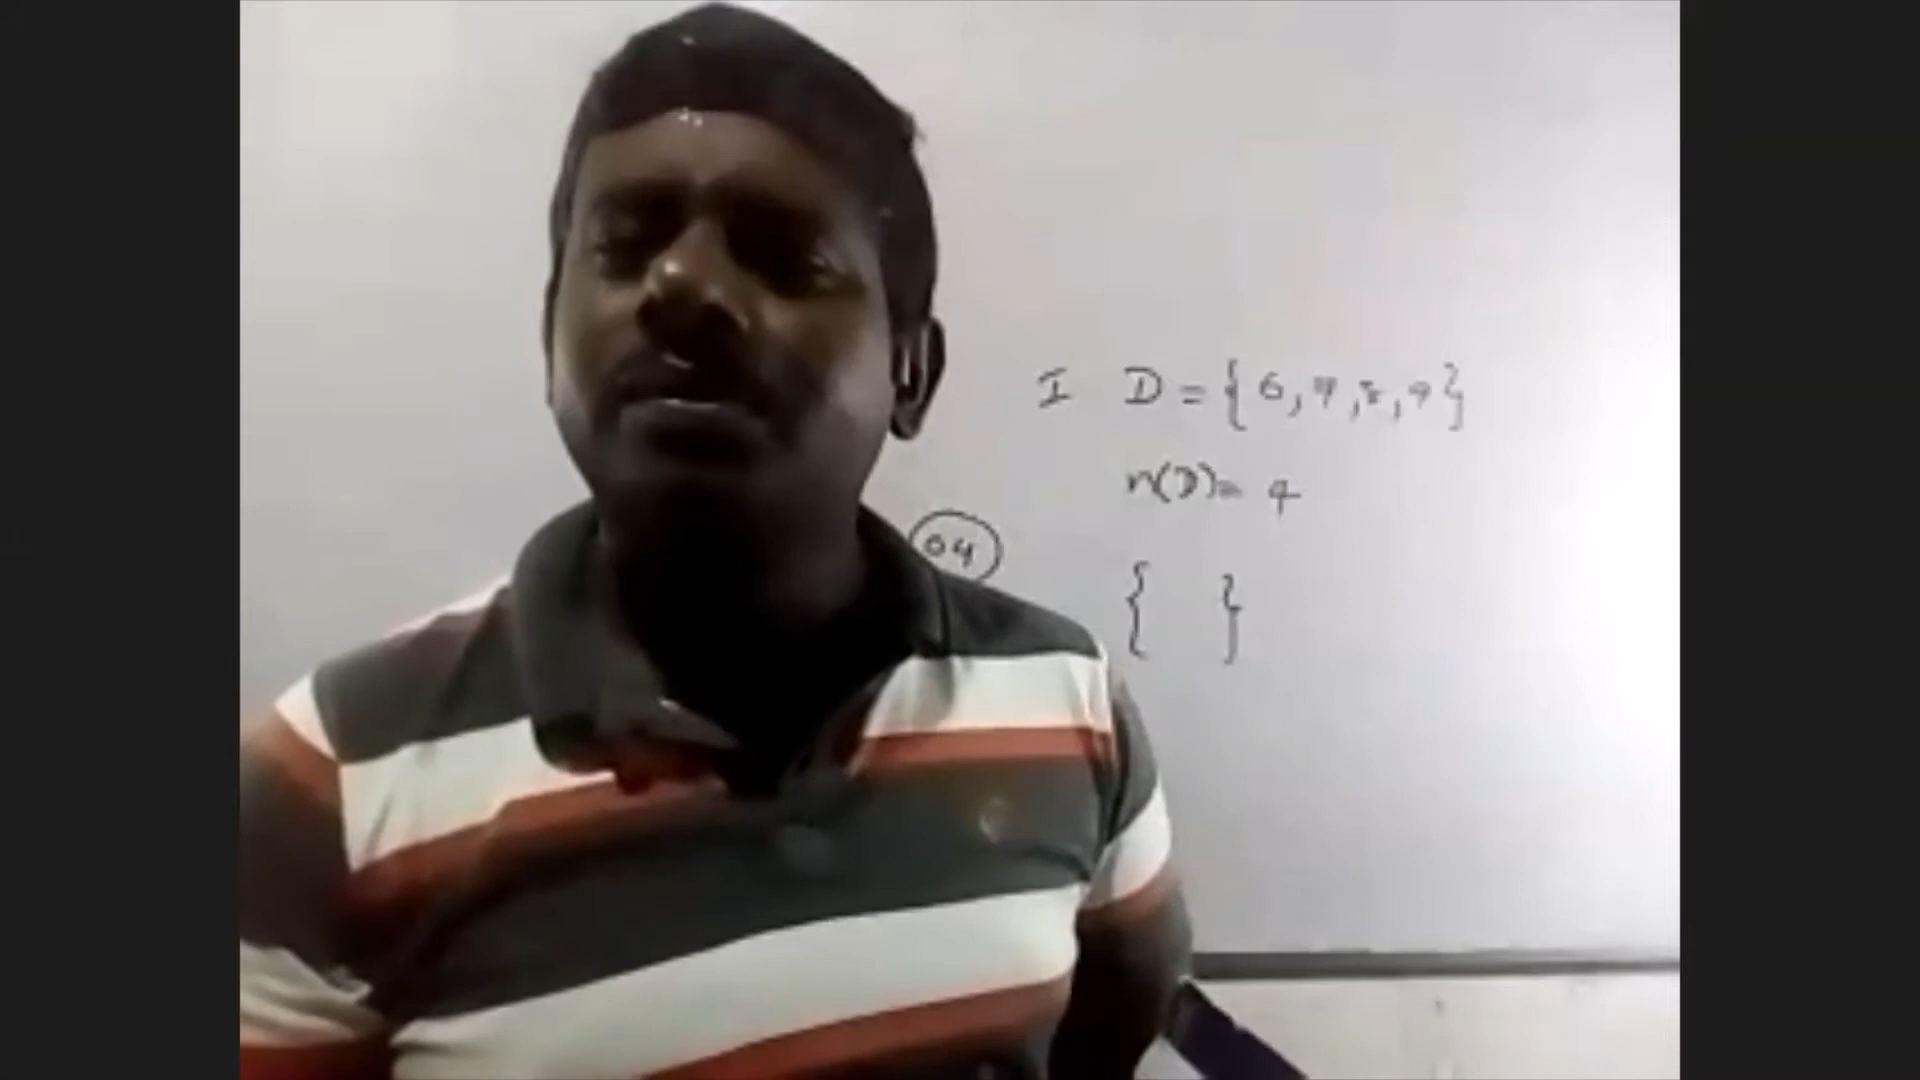 I D = { 6, 7, 8, 9 }
n(D) = 4
04
{ }